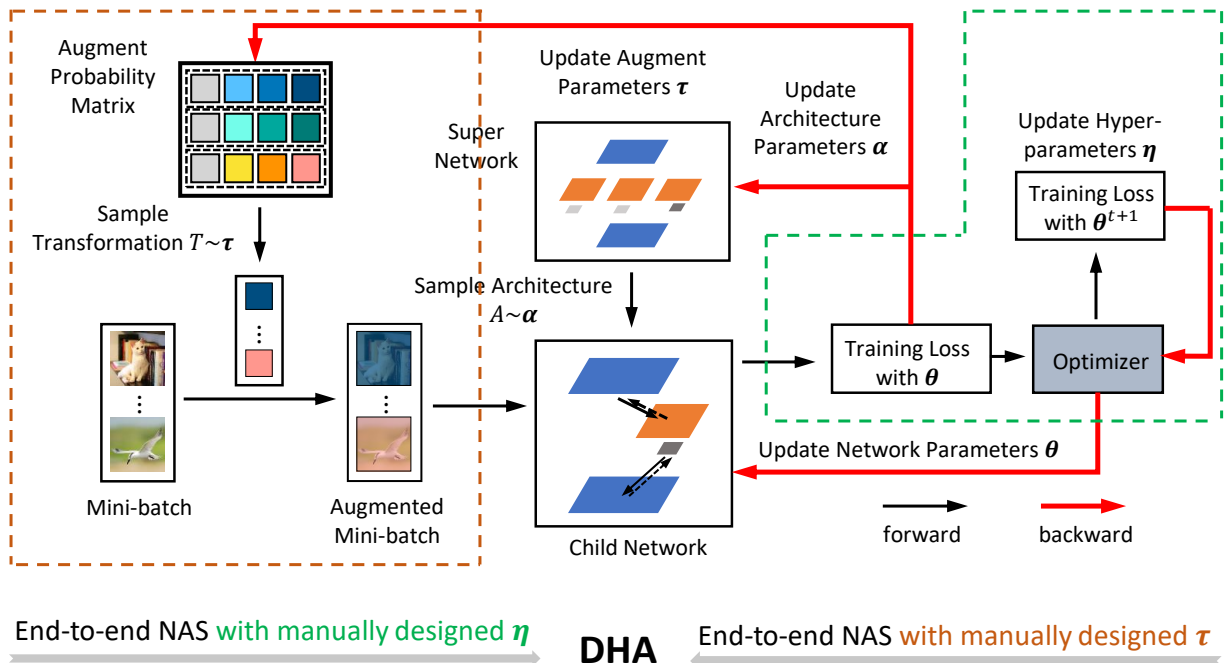 Augment
Probability
Matrix
Sample
Transformation T~τ
Mini-batch
Augmented
Mini-batch
Update Augment
Parameters τ
Super
Network
Update
Architecture
Parameters α
Sample Architecture
A~α
Child Network
Update Hyper-
parameters η
Training Loss
with θ^{t+1}
Training Loss
with θ
Optimizer
Update Network Parameters θ
forward
backward
End-to-end NAS with manually designed η
DHA
End-to-end NAS with manually designed τ